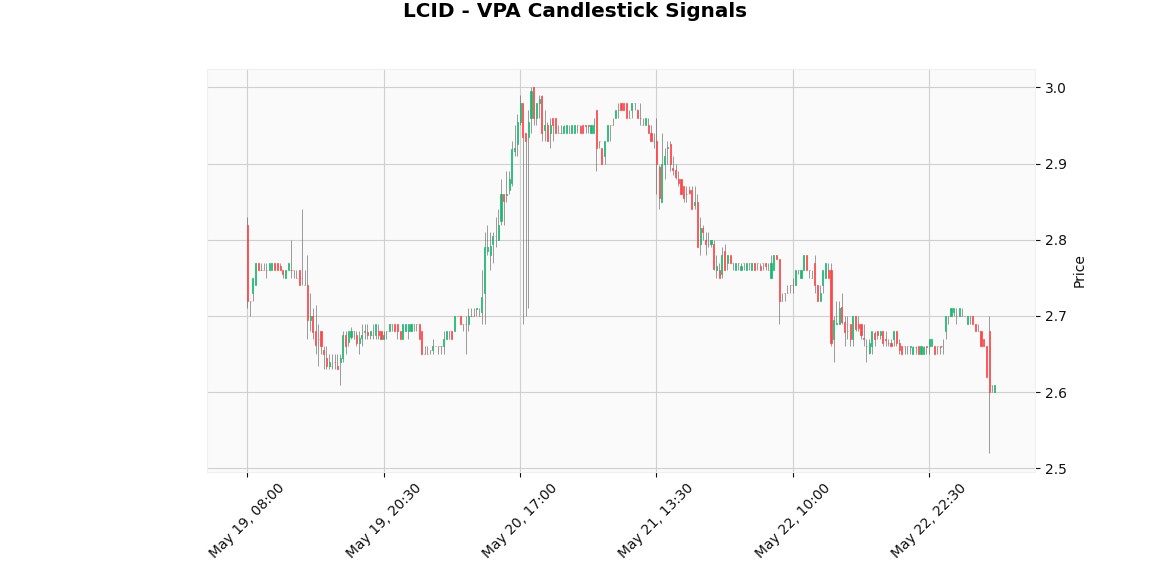 LCID - VPA Candlestick Signals
3.0
2.9
2.8
2.7
2.6
2.5
Price
May 19, 08:00
May 19, 20:30
May 20, 17:00
May 21, 13:30
May 22, 10:00
May 22, 22:30